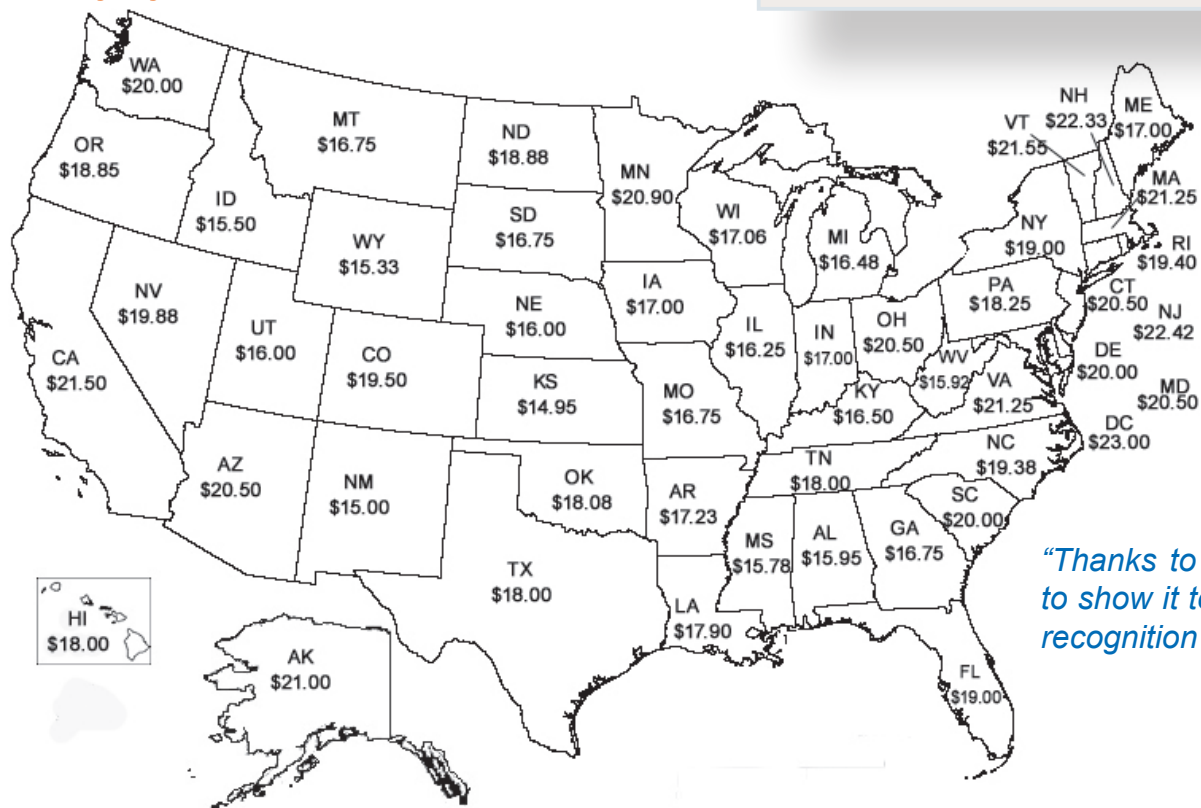 WA
$20.00
OR
$18.85
ID
$15.50
MT
$16.75
ND
$18.88
MN
$20.90
SD
$16.75
WY
$15.33
WI
$17.06
MI
$16.48
NH
$22.33
VT
$21.55
ME
$17.00
MA
$21.25
NY
$19.00
RI
$19.40
CT
$20.50
NJ
$22.42
PA
$18.25
NV
$19.88
UT
$16.00
CA
$21.50
CO
$19.50
NE
$16.00
IA
$17.00
IL
$16.25
IN
$17.00
OH
$20.50
WV
$15.92
VA
$21.25
DE
$20.00
MD
$20.50
DC
$23.00
KS
$14.95
MO
$16.75
KY
$16.50
NC
$19.38
TN
$18.00
SC
$20.00
AZ
$20.50
NM
$15.00
OK
$18.08
AR
$17.23
MS
$15.78
AL
$15.95
GA
$16.75
TX
$18.00
LA
$17.90
FL
$19.00
HI
$18.00
AK
$21.00
“Thanks to
to show it to
recognition